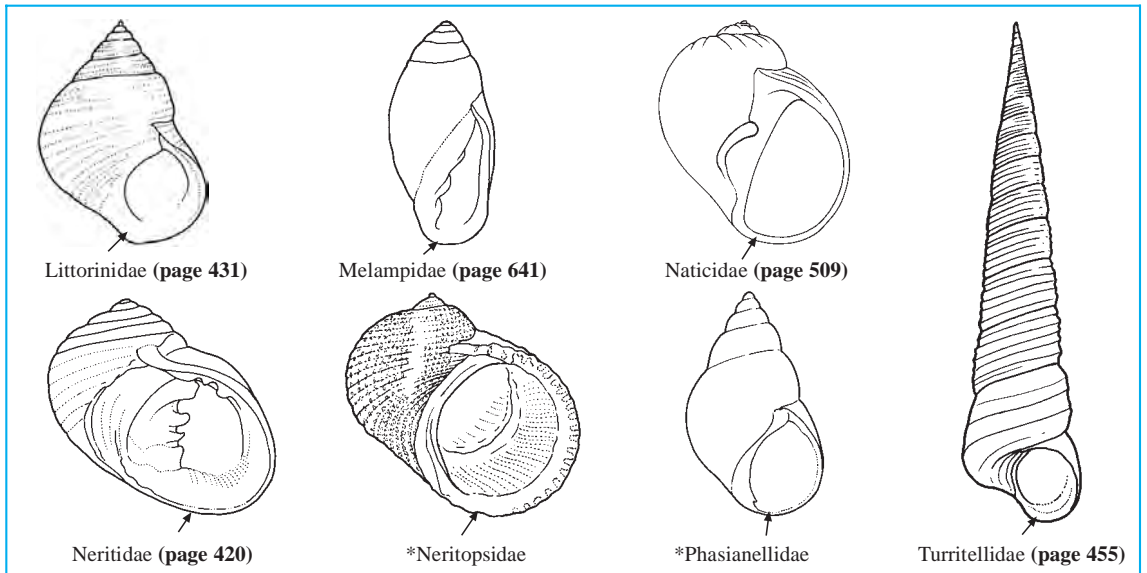 Littorinidae (page 431)
Melampidae (page 641)
Naticidae (page 509)
Neritidae (page 420)
*Neritopsidae
*Phasianellidae
Turritellidae (page 455)